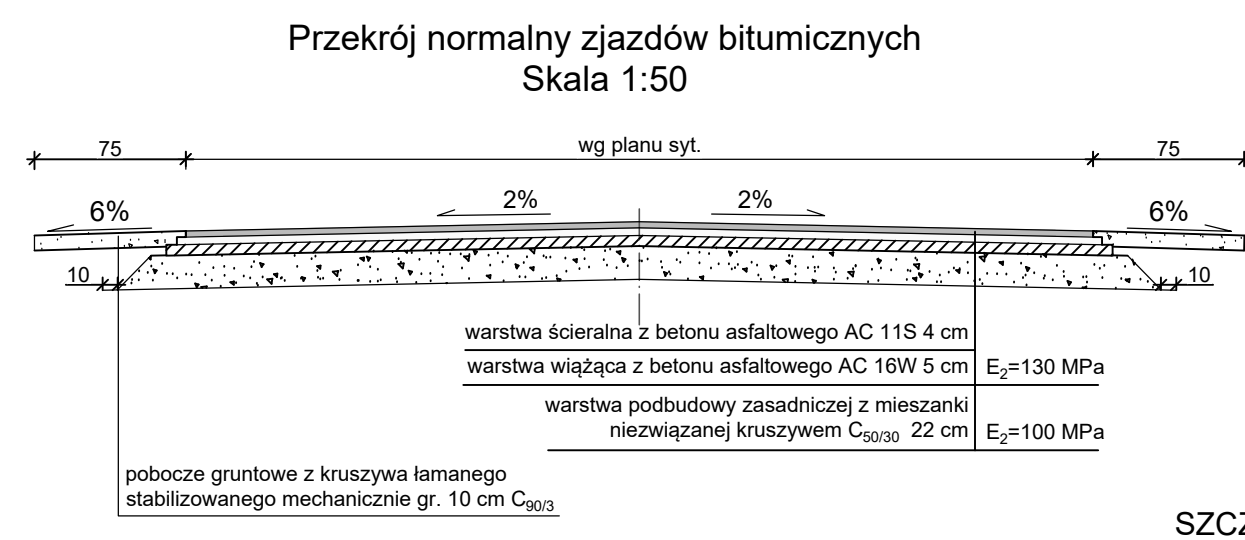 Przekrój normalny zjazdów bitumicznych
Skala 1:50
75
wg planu syt.
75
6%
2%
2%
6%
10
10
warstwa ścieralna z betonu asfaltowego AC 11S 4 cm
warstwa wiążąca z betonu asfaltowego AC 16W 5 cm E₂=130 MPa
warstwa podbudowy zasadniczej z mieszanki
niezwiązanej kruszywem C₅₀/₃₀ 22 cm E₂=100 MPa
pobocze gruntowe z kruszywa łamanego
stabilizowanego mechanicznie gr. 10 cm C₉₀/₃
SZCZ